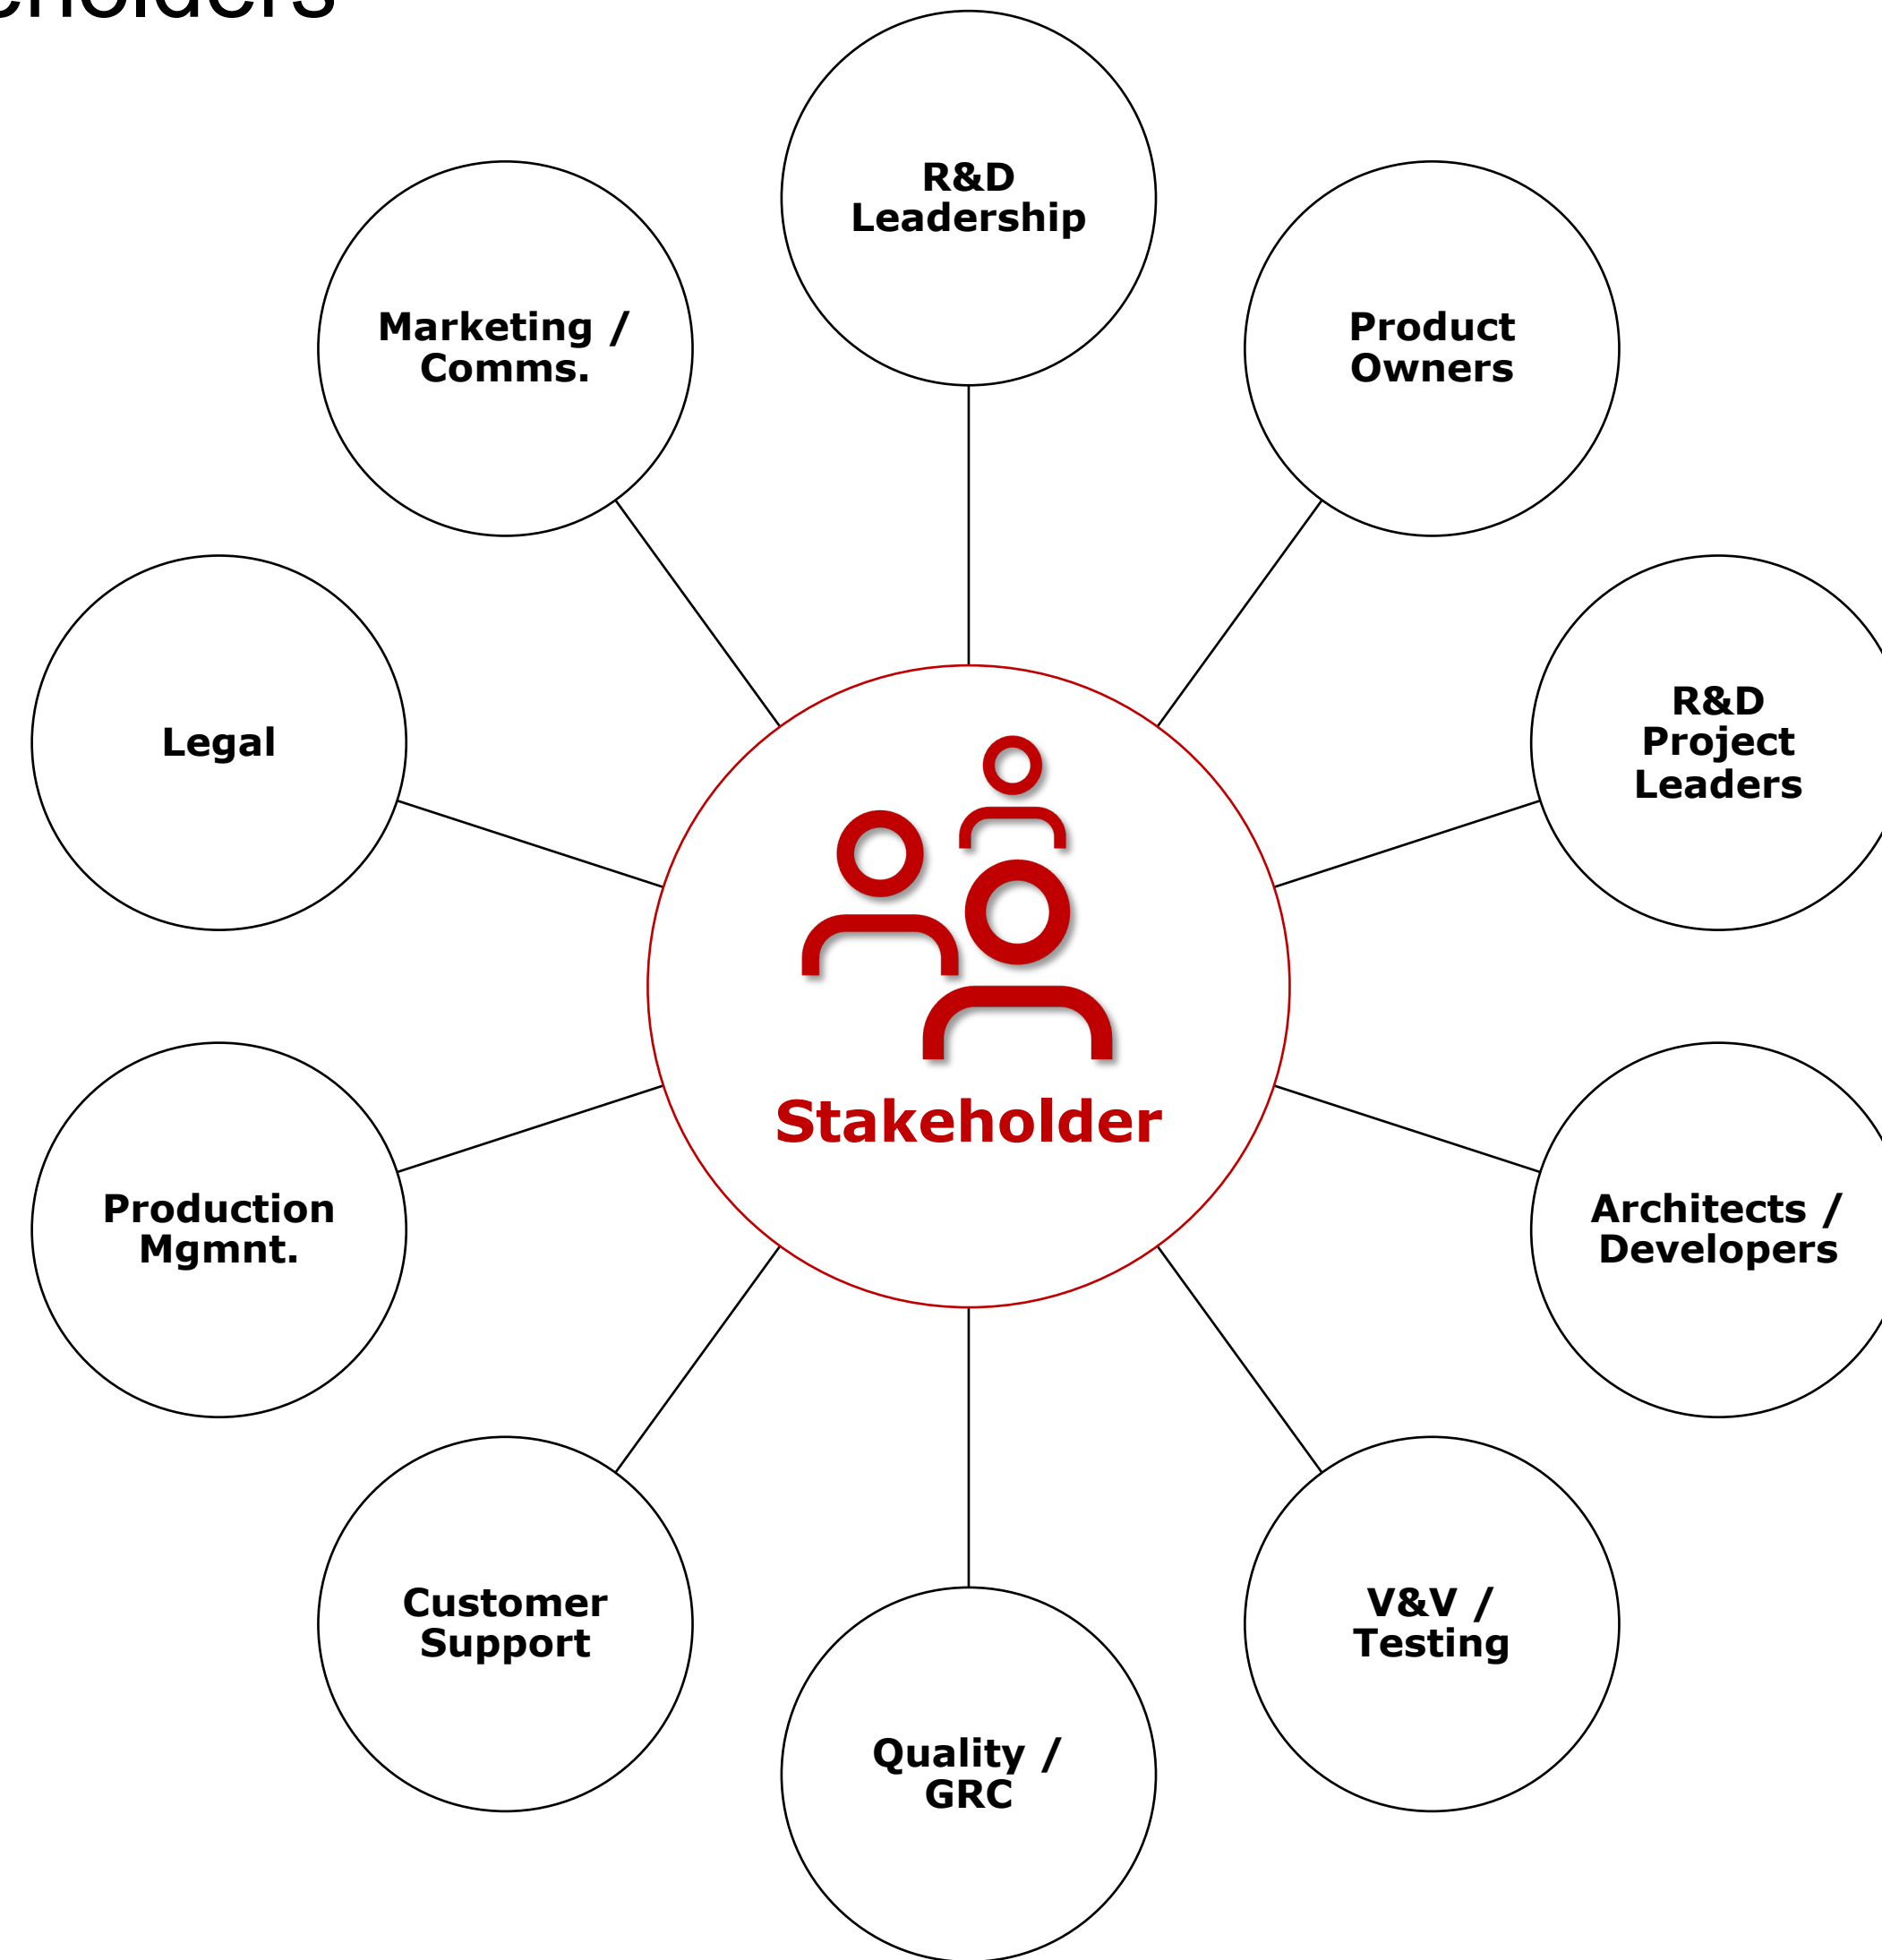 R&D
Leadership
Marketing /
Comms.
Product
Owners
Legal
R&D
Project
Leaders
Stakeholder
Production
Mgmnt.
Architects /
Developers
Customer
Support
V&V /
Testing
Quality /
GRC